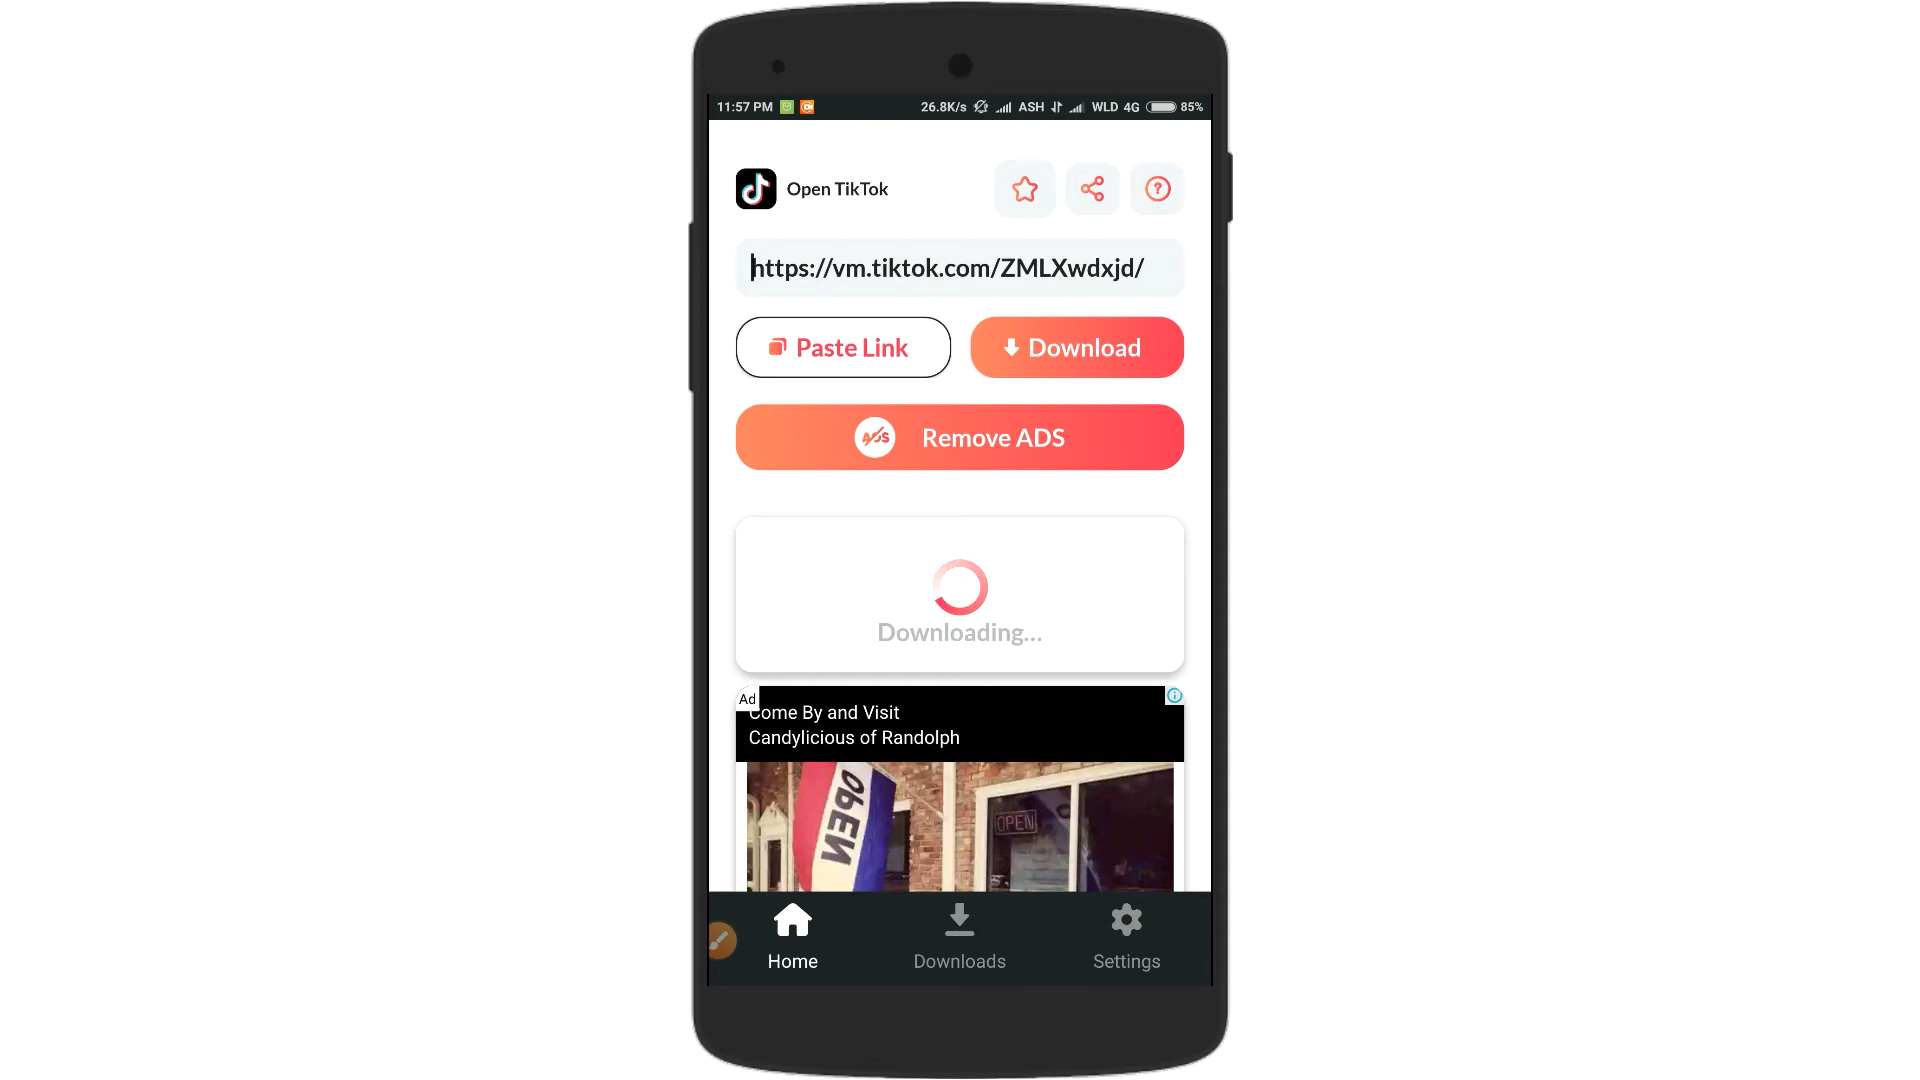 11:57 PM 26.8K/s ASH WLD 4G 85%
Open TikTok
https://vm.tiktok.com/ZMLXwdxjd/
Paste Link
Download
ADS
Remove ADS
Downloading...
Ad
Come By and Visit
Candylicious of Randolph
OPEN
OPEN
Home
Downloads
Settings